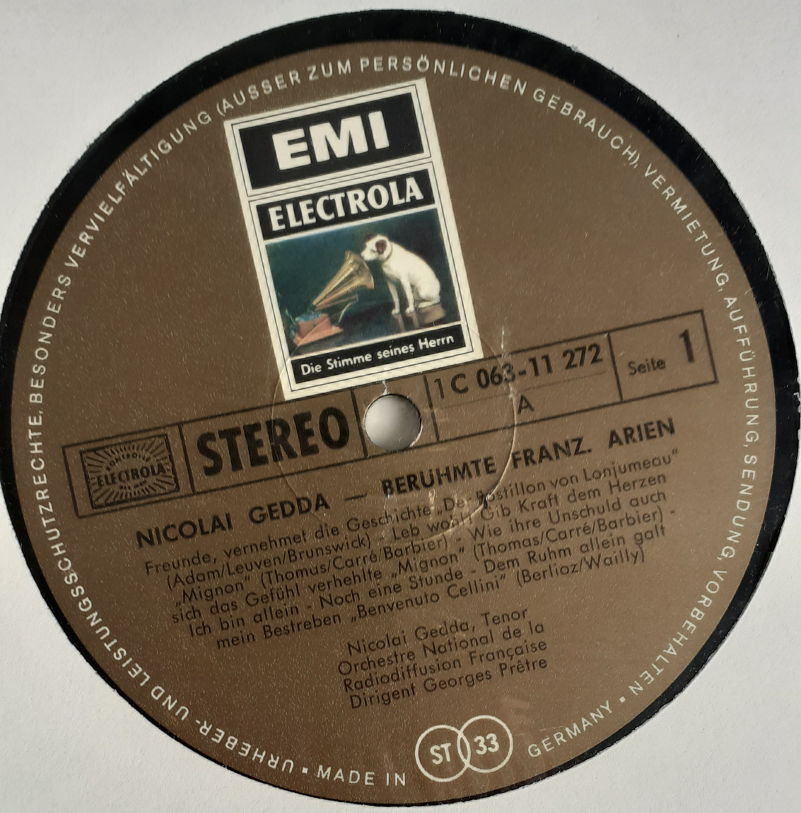 URHEBER- UND LEISTUNGSSCHUTZRECHTE, BESONDERS VERVIELFÄLTIGUNG (AUSSER ZUM PERSÖNLICHEN GEBRAUCH), VERMIETUNG, AUFFÜHRUNG, SENDUNG, VORBEHALTEN ▪
EMI
ELECTROLA
Die Stimme seines Herrn
ELECTROLA
STEREO
1 C 063-11 272
A
Seite 1
NICOLAI GEDDA — BERÜHMTE FRANZ. ARIEN
Freunde, vernehmet die Geschichte „Der Postillon von Lonjumeau"
(Adam/Leuven/Brunswick) - Leb wohl! Gib Kraft dem Herzen
„Mignon" (Thomus/Carré/Barbier) - Wie ihre Unschuld auch
sich das Gefühl verhehlte „Mignon" (Thomas/Carré/Barbier) -
Ich bin allein - Noch eine Stunde - Dem Ruhm allein galt
mein Bestreben „Benvenuto Cellini" (Berlioz/Wailly)
Nicolai Gedda, Tenor
Orchestre National de la
Radiodiffusion Française
Dirigent Georges Prêtre
▪ MADE IN ST 33 GERMANY